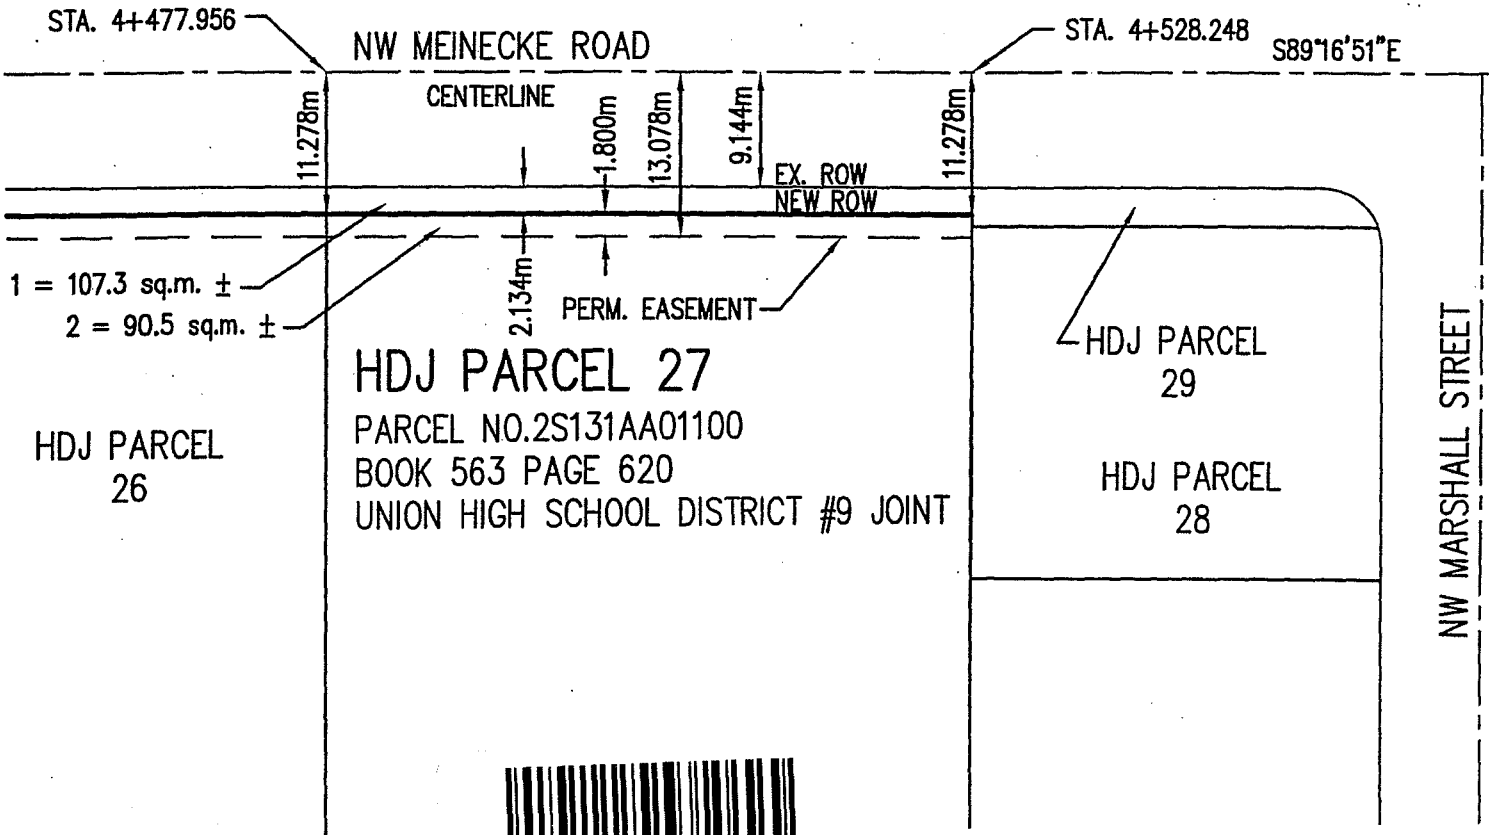 STA. 4+477.956
NW MEINECKE ROAD
STA. 4+528.248
S89°16'51"E
CENTERLINE
11.278m
1.800m
13.078m
9.144m
11.278m
EX. ROW
NEW ROW
1 = 107.3 sq.m. ±
2 = 90.5 sq.m. ±
2.134m
PERM. EASEMENT
HDJ PARCEL 27
PARCEL NO.2S131AA01100
BOOK 563 PAGE 620
UNION HIGH SCHOOL DISTRICT #9 JOINT
HDJ PARCEL
26
HDJ PARCEL
29
HDJ PARCEL
28
NW MARSHALL STREET